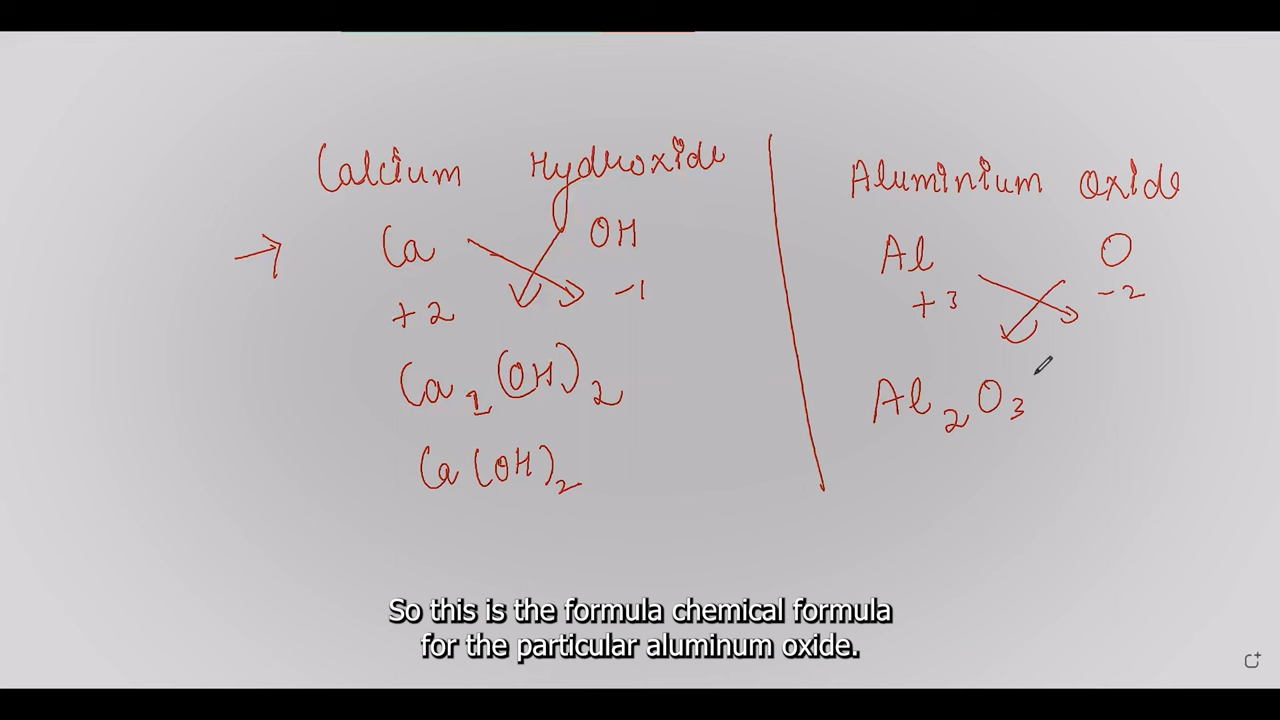 Calcium Hydroxide
Ca OH
+2 -1
Ca1(OH)2
Ca(OH)2
Aluminium Oxide
Al O
+3 -2
Al2O3
So this is the formula chemical formula
for the particular aluminum oxide.